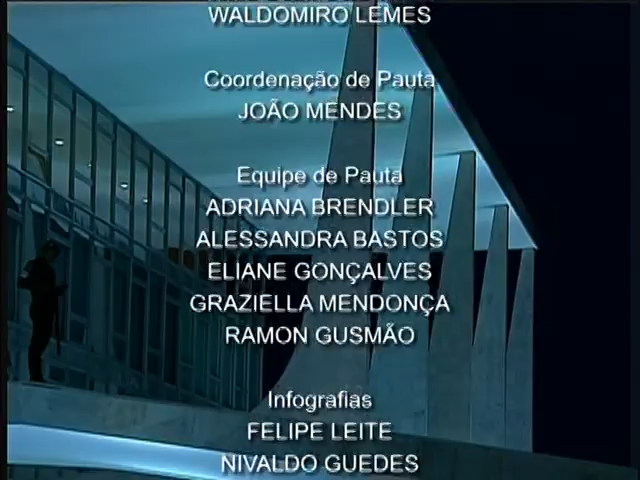 WALDOMIRO LEMES
Coordenação de Pauta
JOÃO MENDES
Equipe de Pauta
ADRIANA BRENDLER
ALESSANDRA BASTOS
ELIANE GONÇALVES
GRAZIELLA MENDONÇA
RAMON GUSMÃO
Infografias
FELIPE LEITE
NIVALDO GUEDES